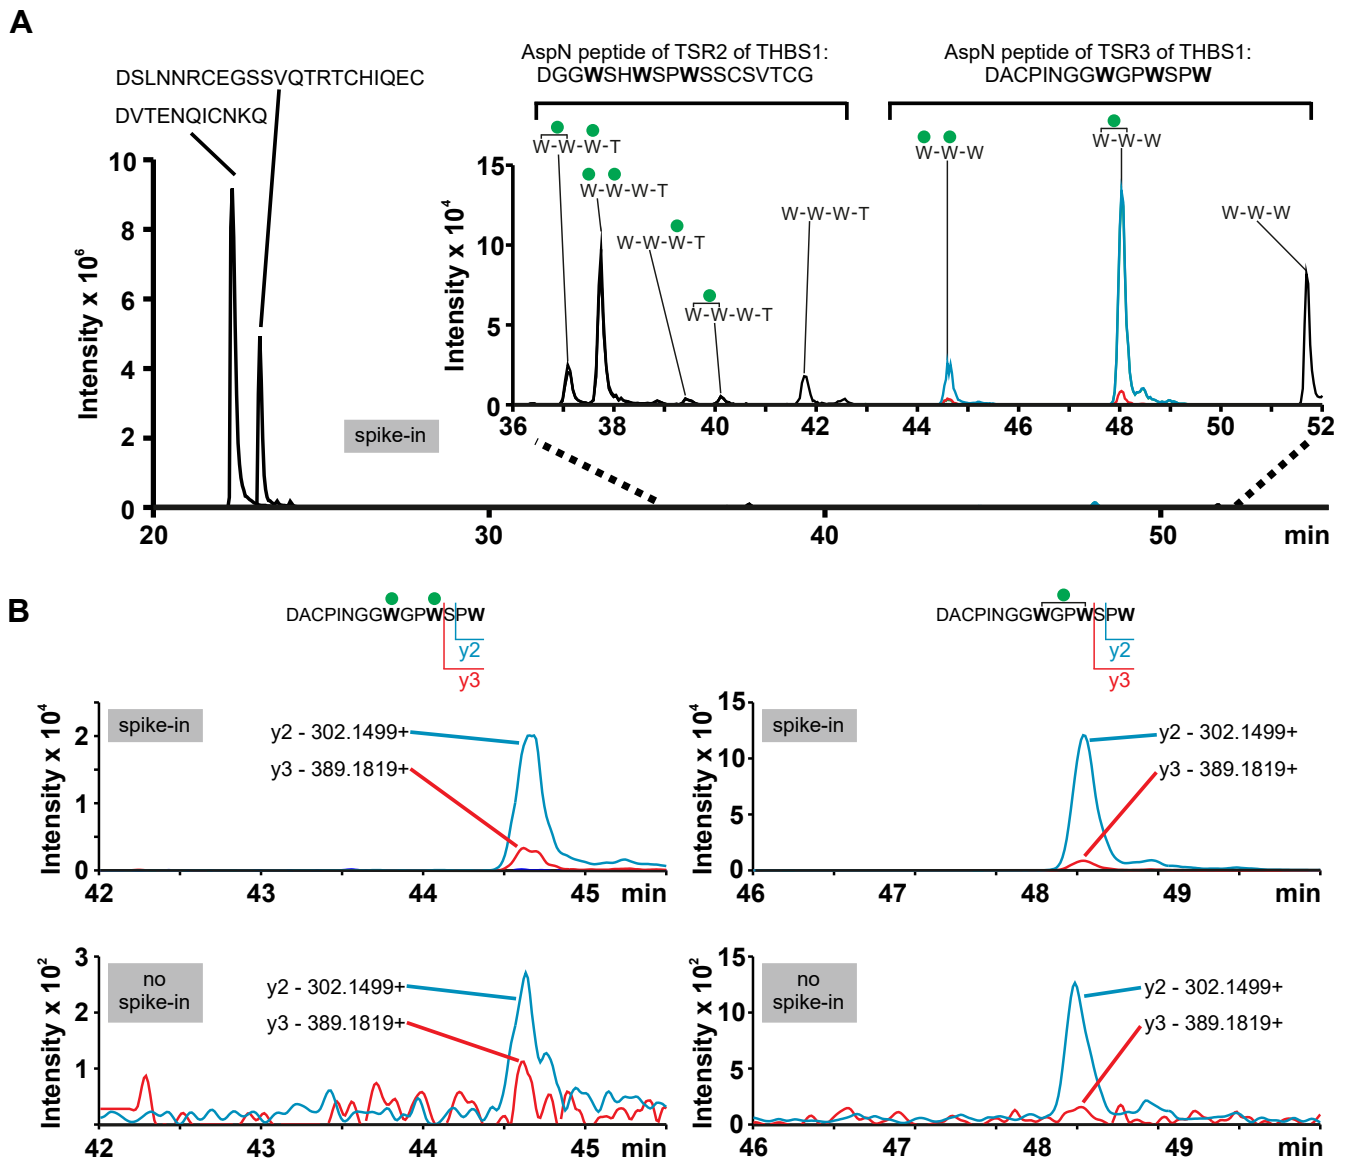 A
DSLNNRCEGSSVQTRTCHIQEC
DVTENQICNKQ
AspN peptide of TSR2 of THBS1:
DGGWSHWSPWSSCSVTCG
AspN peptide of TSR3 of THBS1:
DACPINGGWGPWSPW
W-W-W-T
W-W-W-T
W-W-W-T
W-W-W-T
W-W-W-T
W-W-W
W-W-W
W-W-W
Intensity x 10⁴
15
10
5
0
36
38
40
42
44
46
48
50
52
Intensity x 10⁶
10
8
6
4
2
0
spike-in
20
30
40
50
min
B
DACPINGGWGPWSPW
y2
y3
DACPINGGWGPWSPW
y2
y3
Intensity x 10⁴
2
1
0
spike-in
y2 - 302.1499+
y3 - 389.1819+
42
43
44
45
min
Intensity x 10⁴
15
10
5
0
spike-in
y2 - 302.1499+
y3 - 389.1819+
46
47
48
49
min
Intensity x 10²
3
2
1
no
spike-in
y2 - 302.1499+
y3 - 389.1819+
42
43
44
45
min
Intensity x 10²
15
10
5
0
no
spike-in
y2 - 302.1499+
y3 - 389.1819+
46
47
48
49
min